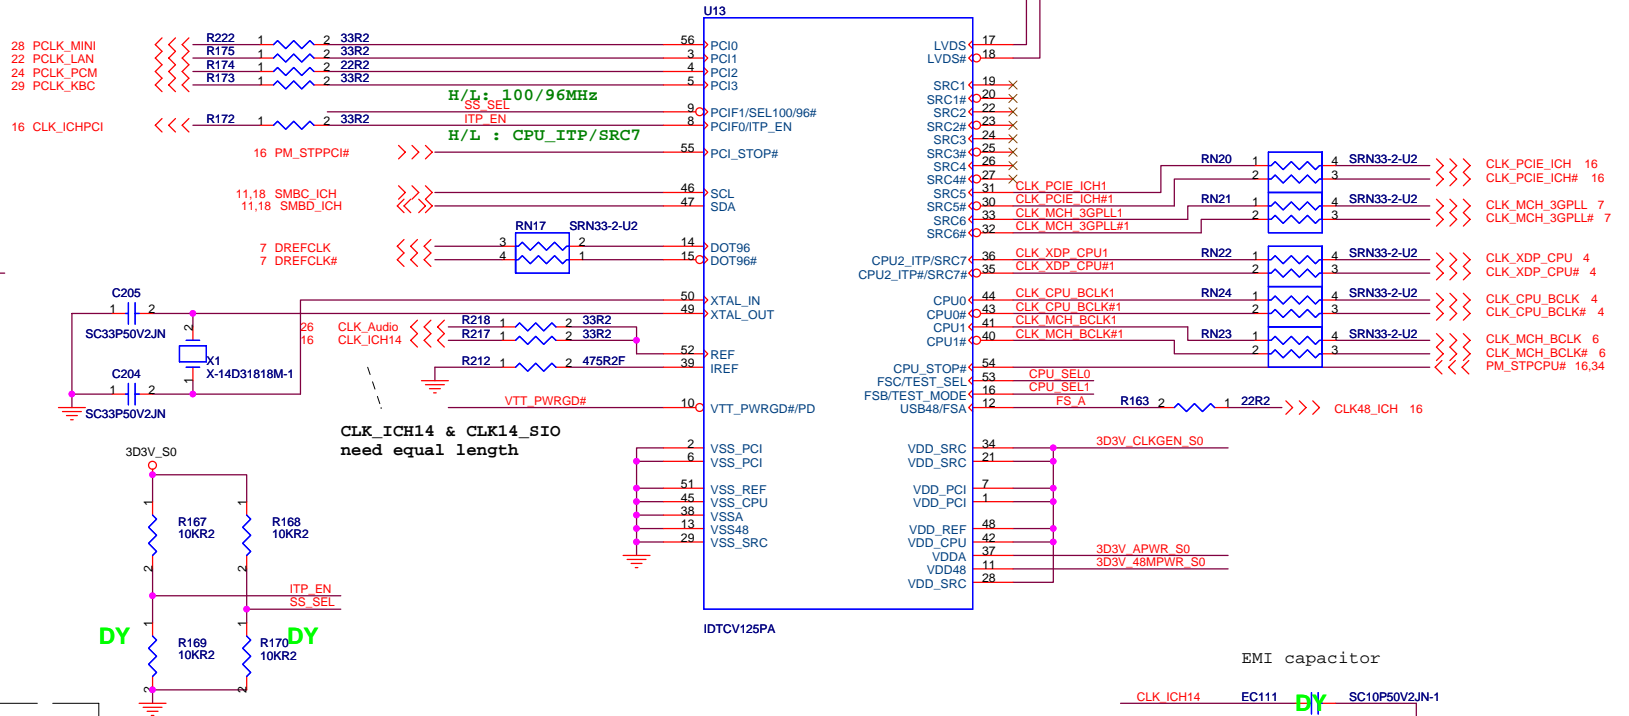 U13
28 PCLK_MINI R222 1 2 33R2 56 PCI0
22 PCLK_LAN R175 1 2 33R2 3 PCI1
24 PCLK_PCM R174 1 2 22R2 4 PCI2
29 PCLK_KBC R173 1 2 33R2 5 PCI3
H/L: 100/96MHz
SS_SEL 9 PCIF1/SEL100/96#
16 CLK_ICHPCI R172 1 2 33R2 ITP_EN 8 PCIF0/ITP_EN
H/L : CPU_ITP/SRC7
16 PM_STPPCI# 55 PCI_STOP#
11,18 SMBC_ICH 46 SCL
11,18 SMBD_ICH 47 SDA
RN17 SRN33-2-U2
7 DREFCLK 3 2 14 DOT96
7 DREFCLK# 4 1 15 DOT96#
C205 1 2 SC33P50V2JN
50 XTAL_IN
49 XTAL_OUT
2 X1 1
X-14D31818M-1
C204 1 2 SC33P50V2JN
26 CLK_Audio R218 1 2 33R2
16 CLK_ICH14 R217 1 2 33R2
52 REF
R212 1 2 475R2F 39 IREF
VTT_PWRGD# 10 VTT_PWRGD#/PD
CLK_ICH14 & CLK14_SIO
need equal length
2 VSS_PCI
6 VSS_PCI
51 VSS_REF
45 VSS_CPU
38 VSSA
13 VSS48
29 VSS_SRC
IDTCV125PA
LVDS 17
LVDS# 18
SRC1 19
SRC1# 20
SRC2 22
SRC2# 23
SRC3 24
SRC3# 25
SRC4 26
SRC4# 27
SRC5 31 CLK_PCIE_ICH1 RN20 1 4 SRN33-2-U2 CLK_PCIE_ICH 16
SRC5# 30 CLK_PCIE_ICH#1 2 3 CLK_PCIE_ICH# 16
SRC6 33 CLK_MCH_3GPLL1 RN21 1 4 SRN33-2-U2 CLK_MCH_3GPLL 7
SRC6# 32 CLK_MCH_3GPLL#1 2 3 CLK_MCH_3GPLL# 7
CPU2_ITP/SRC7 36 CLK_XDP_CPU1 RN22 1 4 SRN33-2-U2 CLK_XDP_CPU 4
CPU2_ITP#/SRC7# 35 CLK_XDP_CPU#1 2 3 CLK_XDP_CPU# 4
CPU0 44 CLK_CPU_BCLK1 RN24 1 4 SRN33-2-U2 CLK_CPU_BCLK 4
CPU0# 43 CLK_CPU_BCLK#1 2 3 CLK_CPU_BCLK# 4
CPU1 41 CLK_MCH_BCLK1 RN23 1 4 SRN33-2-U2 CLK_MCH_BCLK 6
CPU1# 40 CLK_MCH_BCLK#1 2 3 CLK_MCH_BCLK# 6
CPU_STOP# 54 PM_STPCPU# 16,34
FSC/TEST_SEL 53 CPU_SEL0
FSB/TEST_MODE 16 CPU_SEL1
USB48/FSA 12 FS_A R163 2 1 22R2 CLK48_ICH 16
VDD_SRC 34 3D3V_CLKGEN_S0
VDD_SRC 21
VDD_PCI 7
VDD_PCI 1
VDD_REF 48
VDD_CPU 42
VDDA 37 3D3V_APWR_S0
VDD48 11 3D3V_48MPWR_S0
VDD_SRC 28
3D3V_S0
1 1
R167 R168
10KR2 10KR2
2 2
ITP_EN
SS_SEL
1 1
DY DY
R169 R170
10KR2 10KR2
2 2
EMI capacitor
CLK_ICH14 EC111 DY SC10P50V2JN-1